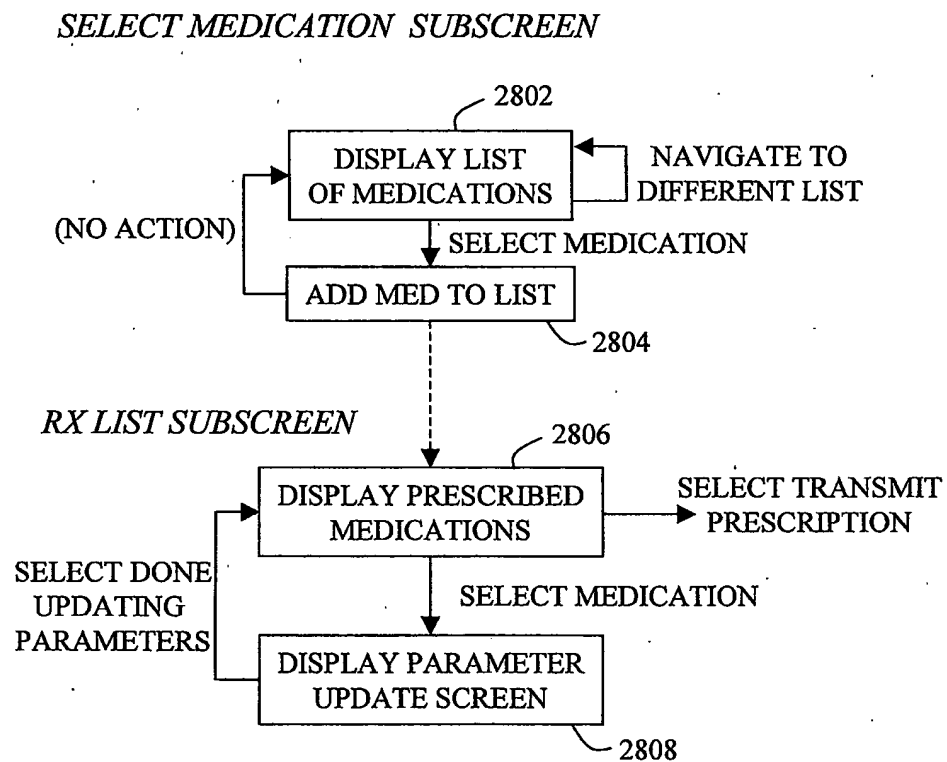 SELECT MEDICATION SUBSCREEN
2802
DISPLAY LIST
OF MEDICATIONS
NAVIGATE TO
DIFFERENT LIST
(NO ACTION)
SELECT MEDICATION
ADD MED TO LIST
2804
RX LIST SUBSCREEN
2806
DISPLAY PRESCRIBED
MEDICATIONS
SELECT TRANSMIT
PRESCRIPTION
SELECT DONE
UPDATING
PARAMETERS
SELECT MEDICATION
DISPLAY PARAMETER
UPDATE SCREEN
2808